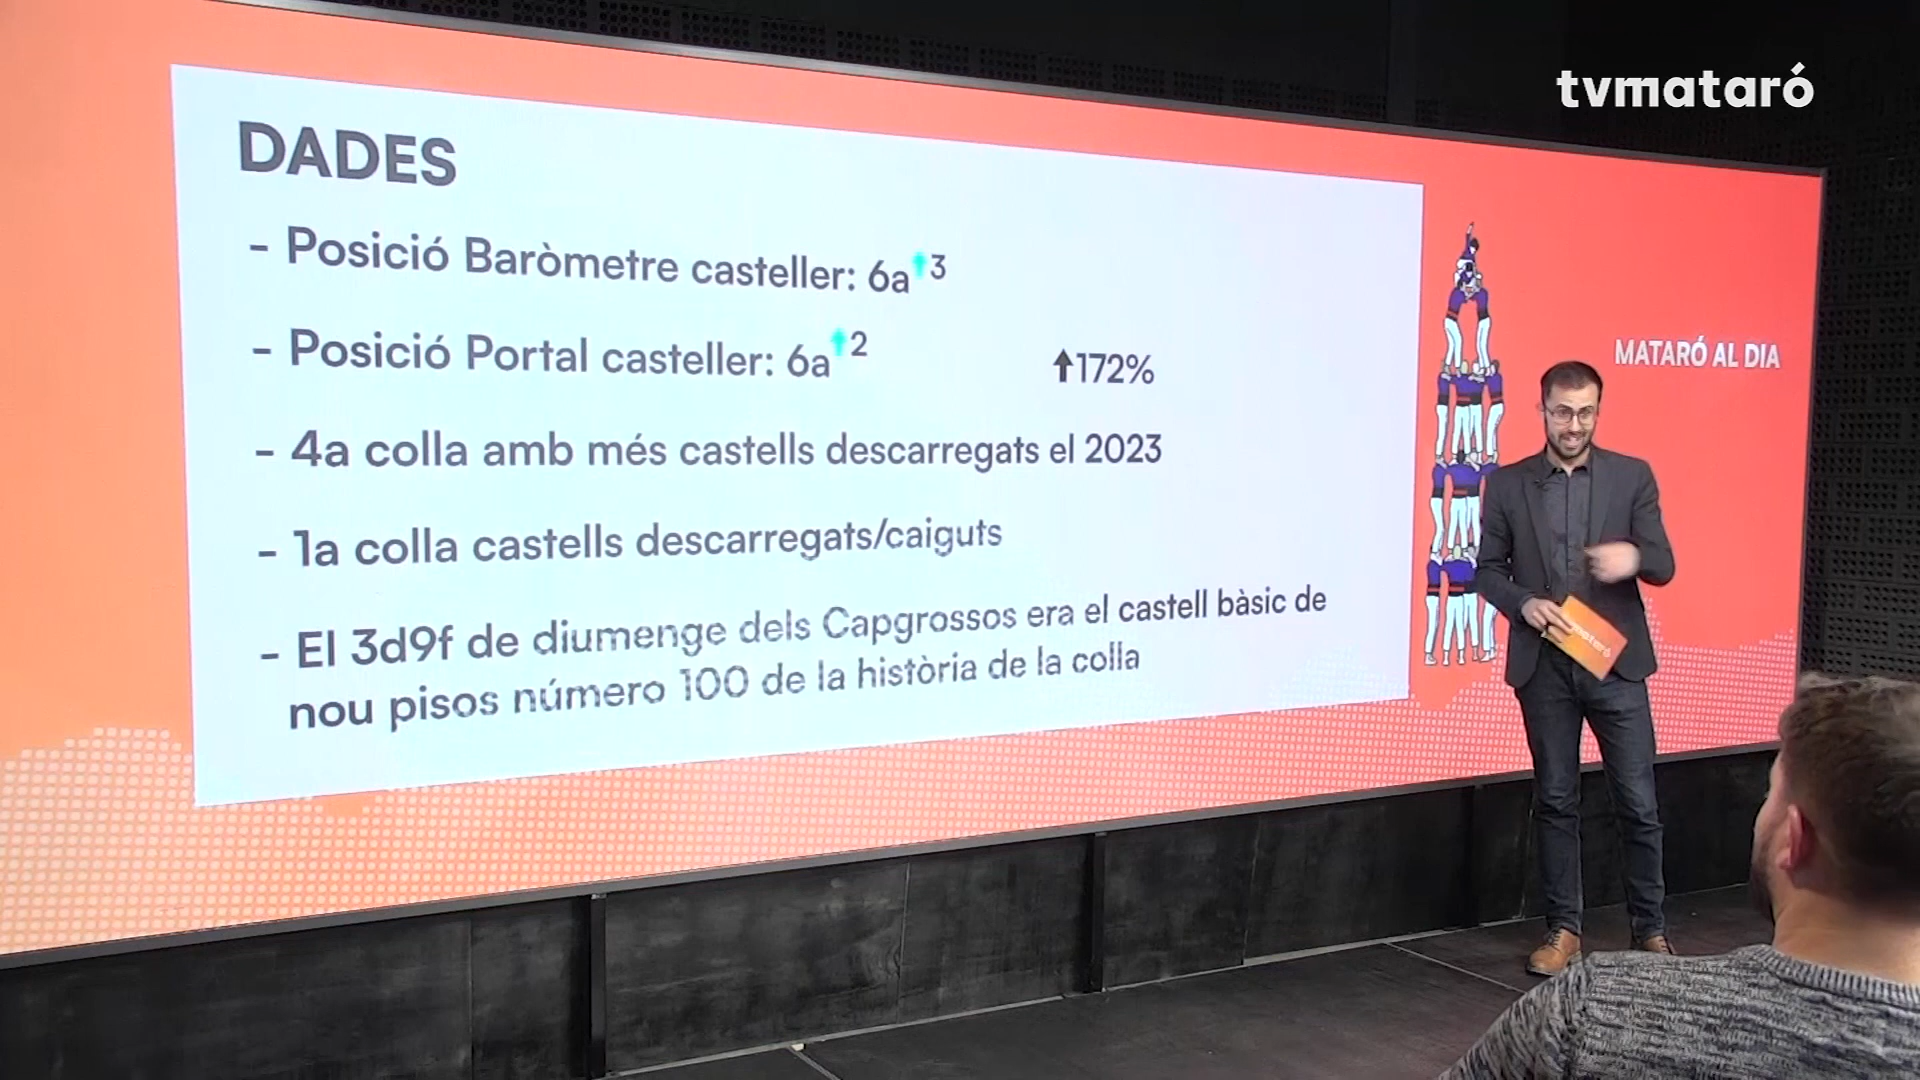 tvmataró
DADES
- Posició Baròmetre casteller: 6a⬆3
- Posició Portal casteller: 6a⬆2
⬆172%
- 4a colla amb més castells descarregats el 2023
- 1a colla castells descarregats/caiguts
- El 3d9f de diumenge dels Capgrossos era el castell bàsic de
nou pisos número 100 de la història de la colla
MATARÓ AL DIA